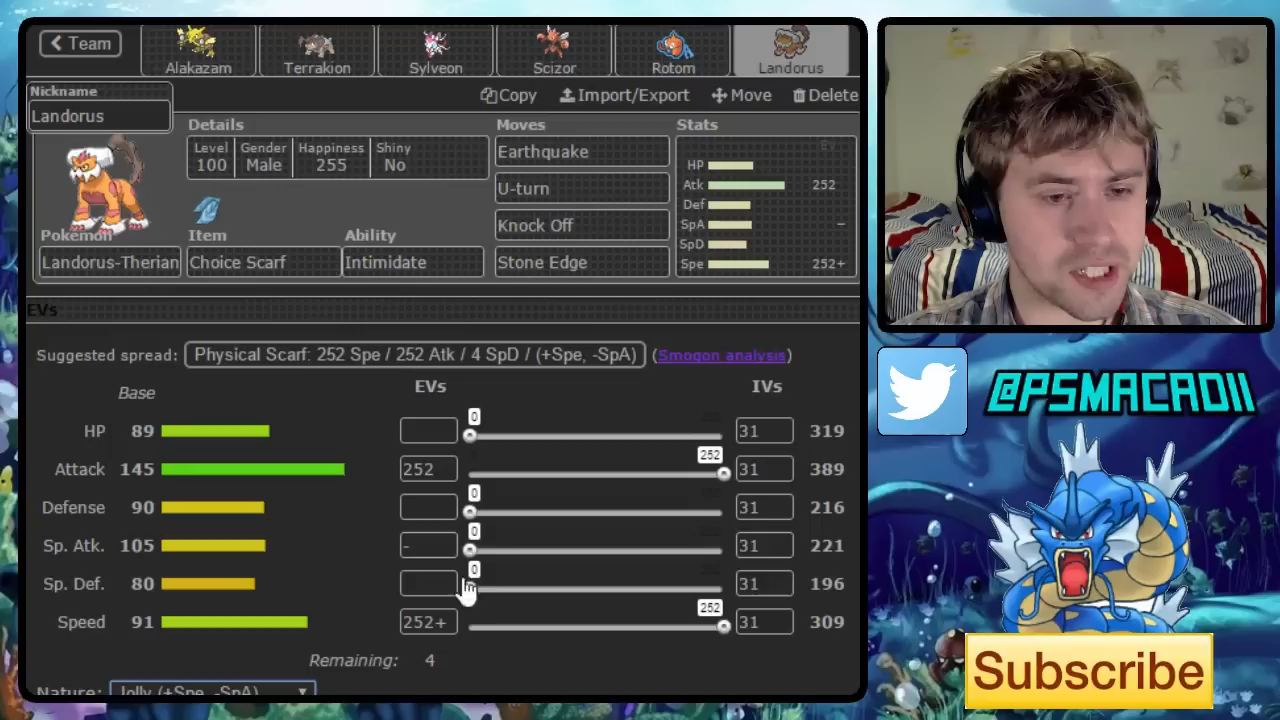 Team
Alakazam
Terrakion
Sylveon
Scizor
Rotom
Landorus
Nickname
Landorus
Copy
Import/Export
Move
Delete
Details
Level
100
Gender
Male
Happiness
255
Shiny
No
Pokémon
Landorus-Therian
Item
Choice Scarf
Ability
Intimidate
Moves
Earthquake
U-turn
Knock Off
Stone Edge
Stats
EV
HP
Atk 252
Def
SpA -
SpD
Spe 252+
EVs
Suggested spread: Physical Scarf: 252 Spe / 252 Atk / 4 SpD / (+Spe, -SpA) (Smogon analysis)
Base EVs IVs
HP 89 0 31 319
Attack 145 252 252 31 389
Defense 90 0 31 216
Sp. Atk. 105 - 0 31 221
Sp. Def. 80 0 31 196
Speed 91 252+ 252 31 309
Remaining: 4
Nature: Jolly (+Spe, -SpA)
@PSMACADII
Subscribe